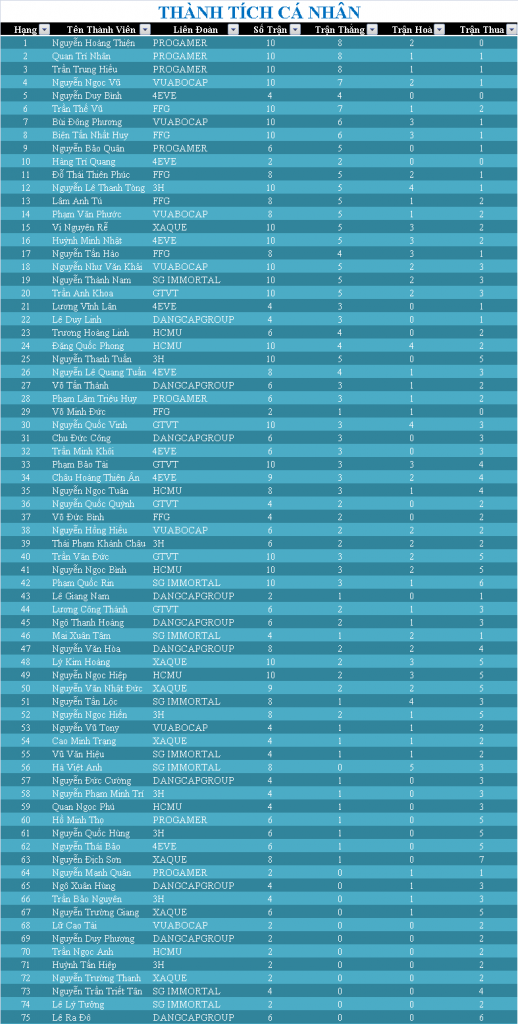 THÀNH TÍCH CÁ NHÂN
Hạng Tên Thành Viên Liên Đoàn Số Trận Trận Thắng Trận Hoà Trận Thua
1 Nguyễn Hoàng Thiên PROGAMER 10 8 2 0
2 Quan Trí Nhân PROGAMER 10 8 1 1
3 Trần Trung Hiếu PROGAMER 10 8 1 1
4 Nguyễn Ngọc Vũ VUABOCAP 10 7 2 1
5 Nguyễn Duy Bình 4EVE 4 4 0 0
6 Trần Thế Vũ FFG 10 7 1 2
7 Bùi Đông Phương VUABOCAP 10 6 3 1
8 Biện Tấn Nhất Huy FFG 10 6 3 1
9 Nguyễn Bảo Quấn PROGAMER 6 5 0 1
10 Hàng Trí Quang 4EVE 2 2 0 0
11 Đỗ Thái Thiên Phúc FFG 8 5 2 1
12 Nguyễn Lê Thanh Tòng 3H 10 5 4 1
13 Lâm Anh Tú FFG 8 5 1 2
14 Phạm Văn Phước VUABOCAP 8 5 1 2
15 Vi Nguyên Rễ XAQUE 10 5 3 2
16 Huỳnh Minh Nhật 4EVE 10 5 3 2
17 Nguyễn Tấn Hào FFG 8 4 3 1
18 Nguyễn Như Văn Khải VUABOCAP 10 5 2 3
19 Nguyễn Thành Nam SG IMMORTAL 10 5 2 3
20 Trần Anh Khoa GTVT 10 5 2 3
21 Lương Vĩnh Lân 4EVE 4 3 0 1
22 Lê Duy Linh DANGCAPGROUP 4 3 0 1
23 Trương Hoàng Linh HCMU 6 4 0 2
24 Đặng Quốc Phong HCMU 10 4 4 2
25 Nguyễn Thanh Tuấn 3H 10 5 0 5
26 Nguyễn Lê Quang Tuấn 4EVE 8 4 1 3
27 Võ Tấn Thành DANGCAPGROUP 6 3 1 2
28 Phạm Lâm Triệu Huy PROGAMER 6 3 1 2
29 Võ Minh Đức FFG 2 1 1 0
30 Nguyễn Quốc Vinh GTVT 10 3 4 3
31 Chu Đức Công DANGCAPGROUP 6 3 0 3
32 Trần Minh Khôi 4EVE 6 3 0 3
33 Phạm Bảo Tài GTVT 10 3 3 4
34 Châu Hoàng Thiên Ân 4EVE 9 3 2 4
35 Nguyễn Ngọc Tuân HCMU 8 3 1 4
36 Nguyễn Quốc Quỳnh GTVT 4 2 0 2
37 Võ Đức Bình FFG 4 2 0 2
38 Nguyễn Hồng Hiếu VUABOCAP 6 2 2 2
39 Thái Phạm Khánh Châu 3H 6 2 2 2
40 Trần Văn Đức GTVT 10 3 2 5
41 Nguyễn Ngọc Bình HCMU 10 3 2 5
42 Phạm Quốc Rin SG IMMORTAL 10 3 1 6
43 Lê Giang Nam DANGCAPGROUP 2 1 0 1
44 Lương Công Thành GTVT 6 2 1 3
45 Ngô Thanh Hoàng DANGCAPGROUP 6 2 1 3
46 Mai Xuân Tâm SG IMMORTAL 4 1 2 1
47 Nguyễn Văn Hòa DANGCAPGROUP 8 2 2 4
48 Lý Kim Hoàng XAQUE 10 2 3 5
49 Nguyễn Ngọc Hiệp HCMU 10 2 3 5
50 Nguyễn Văn Nhật Đức XAQUE 9 2 2 5
51 Nguyễn Tấn Lộc SG IMMORTAL 8 1 4 3
52 Nguyễn Ngọc Hiển 3H 8 2 1 5
53 Nguyễn Vũ Tony VUABOCAP 4 1 1 2
54 Cao Minh Trang XAQUE 4 1 1 2
55 Vũ Văn Hiệu SG IMMORTAL 4 1 1 2
56 Hà Việt Anh SG IMMORTAL 8 0 5 3
57 Nguyễn Đức Cường DANGCAPGROUP 4 1 0 3
58 Nguyễn Phạm Minh Trí 3H 4 1 0 3
59 Quan Ngọc Phú HCMU 4 1 0 3
60 Hồ Minh Thọ PROGAMER 6 1 0 5
61 Nguyễn Quốc Hùng 3H 6 1 0 5
62 Nguyễn Thái Bảo 4EVE 6 1 0 5
63 Nguyễn Địch Sơn XAQUE 8 1 0 7
64 Nguyễn Mạnh Quân PROGAMER 2 0 1 1
65 Ngô Xuân Hùng DANGCAPGROUP 4 0 1 3
66 Trần Bảo Nguyên 3H 4 0 1 3
67 Nguyễn Trường Giang XAQUE 6 0 1 5
68 Lữ Cao Tài VUABOCAP 2 0 0 2
69 Nguyễn Duy Phương DANGCAPGROUP 2 0 0 2
70 Trần Ngọc Anh HCMU 2 0 0 2
71 Huỳnh Tấn Hiệp 3H 2 0 0 2
72 Nguyễn Trường Thanh XAQUE 2 0 0 2
73 Nguyễn Trần Triết Tân SG IMMORTAL 4 0 0 4
74 Lê Lý Tưởng SG IMMORTAL 2 0 0 2
75 Lê Ra Đô DANGCAPGROUP 6 0 0 6